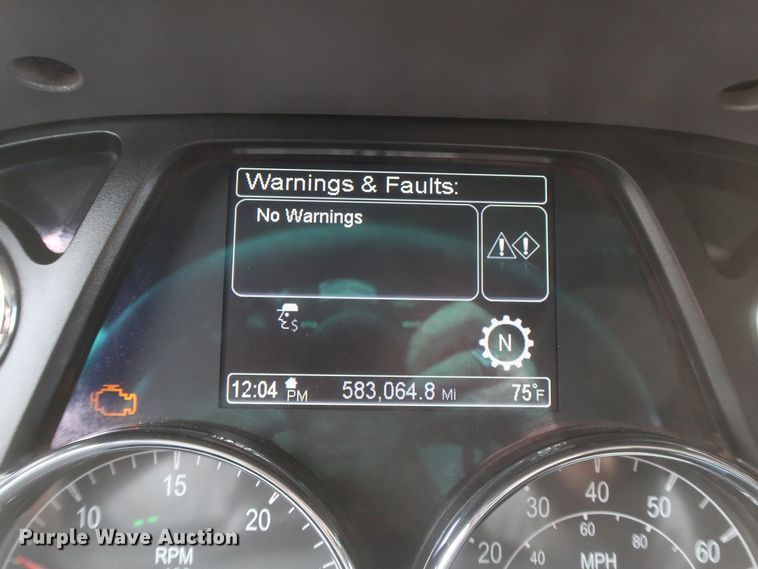 Warnings & Faults:
No Warnings
$
N
12:04 PM 583,064.8 Mi 75°F
10 15 20
RPM
20 30 40 50 60 70
40 60 80
MPH
Purple Wave Auction